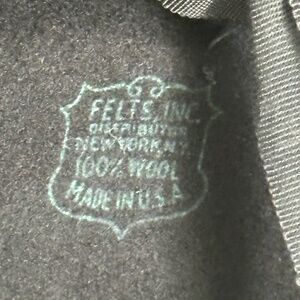 FELTS, INC.
DISTRIBUTOR
NEW YORK, N.Y.
100% WOOL
MADE IN U.S.A.